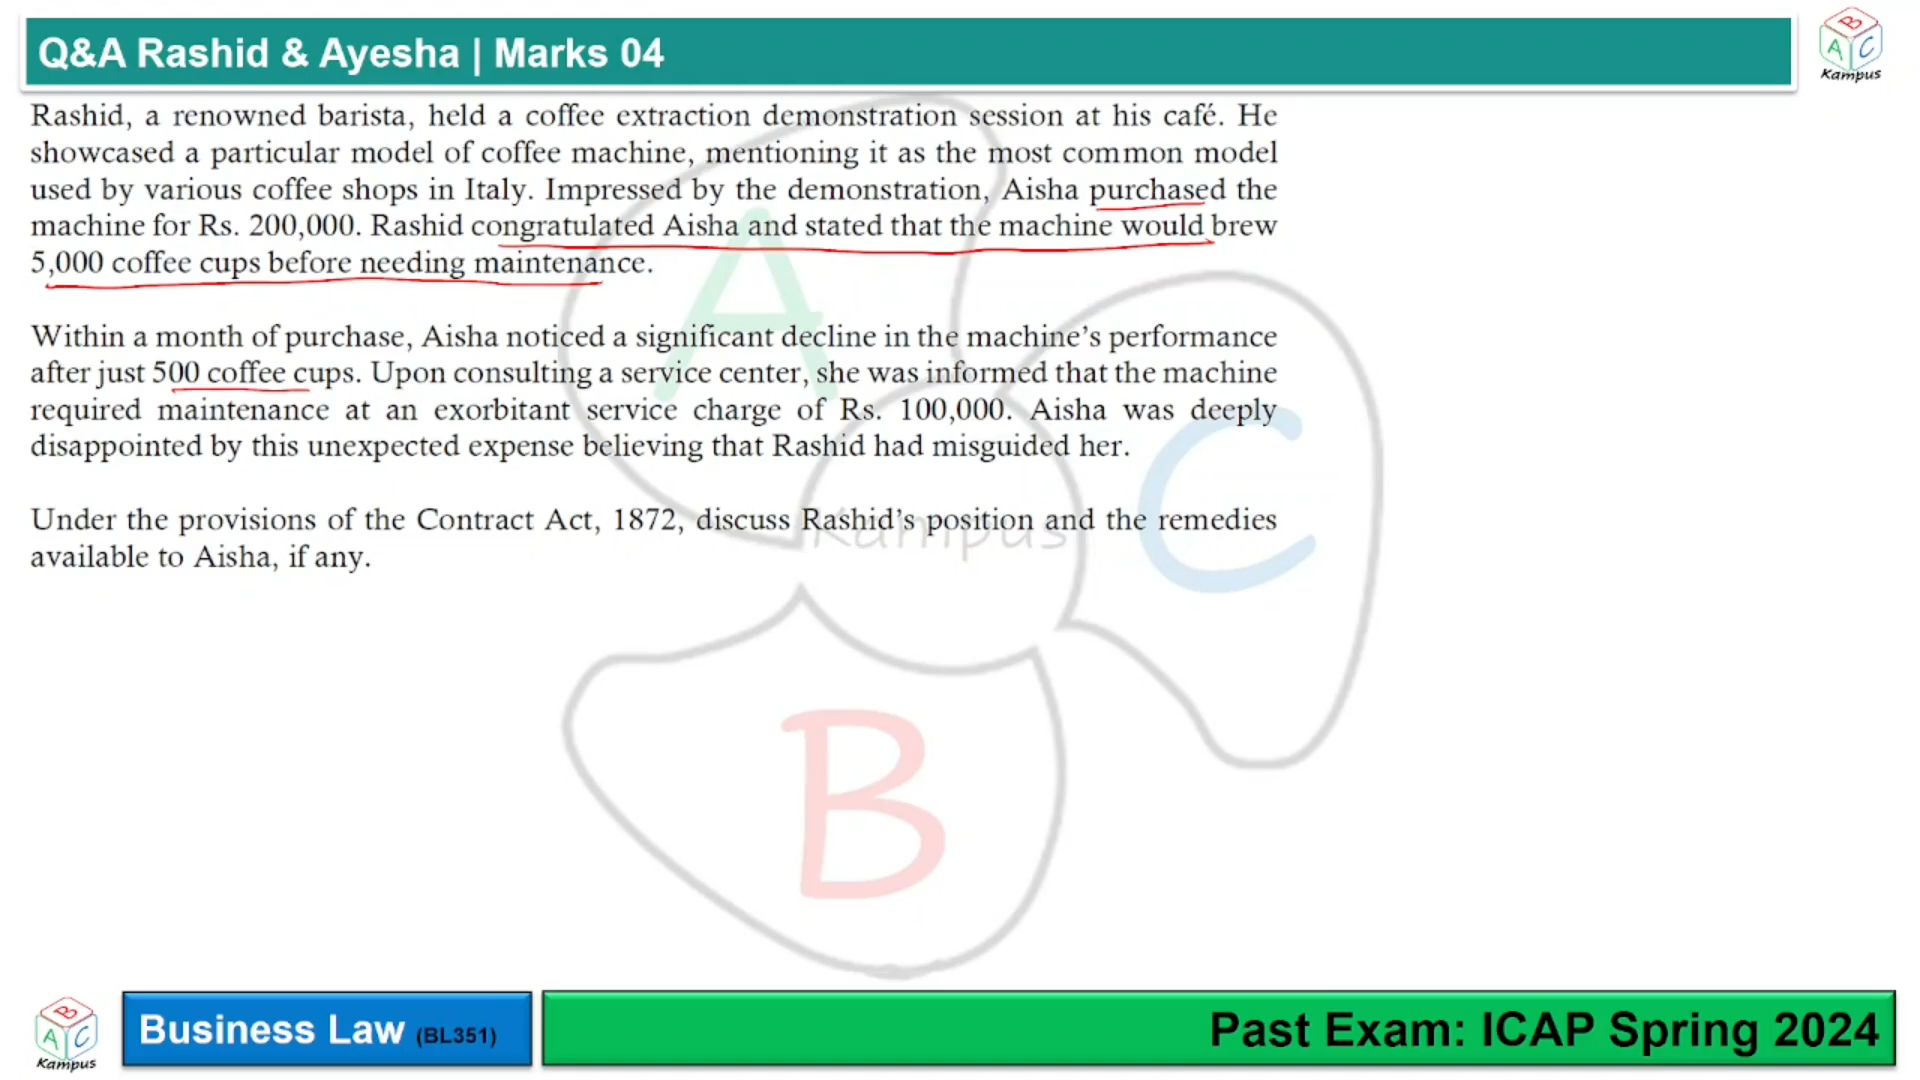 Q&A Rashid & Ayesha | Marks 04
B
A C
Kampus
Rashid, a renowned barista, held a coffee extraction demonstration session at his café. He
showcased a particular model of coffee machine, mentioning it as the most common model
used by various coffee shops in Italy. Impressed by the demonstration, Aisha purchased the
machine for Rs. 200,000. Rashid congratulated Aisha and stated that the machine would brew
5,000 coffee cups before needing maintenance.
Within a month of purchase, Aisha noticed a significant decline in the machine’s performance
after just 500 coffee cups. Upon consulting a service center, she was informed that the machine
required maintenance at an exorbitant service charge of Rs. 100,000. Aisha was deeply
disappointed by this unexpected expense believing that Rashid had misguided her.
Under the provisions of the Contract Act, 1872, discuss Rashid’s position and the remedies
available to Aisha, if any.
A
C
Kampus
B
B
A C
Kampus
Business Law (BL351)
Past Exam: ICAP Spring 2024